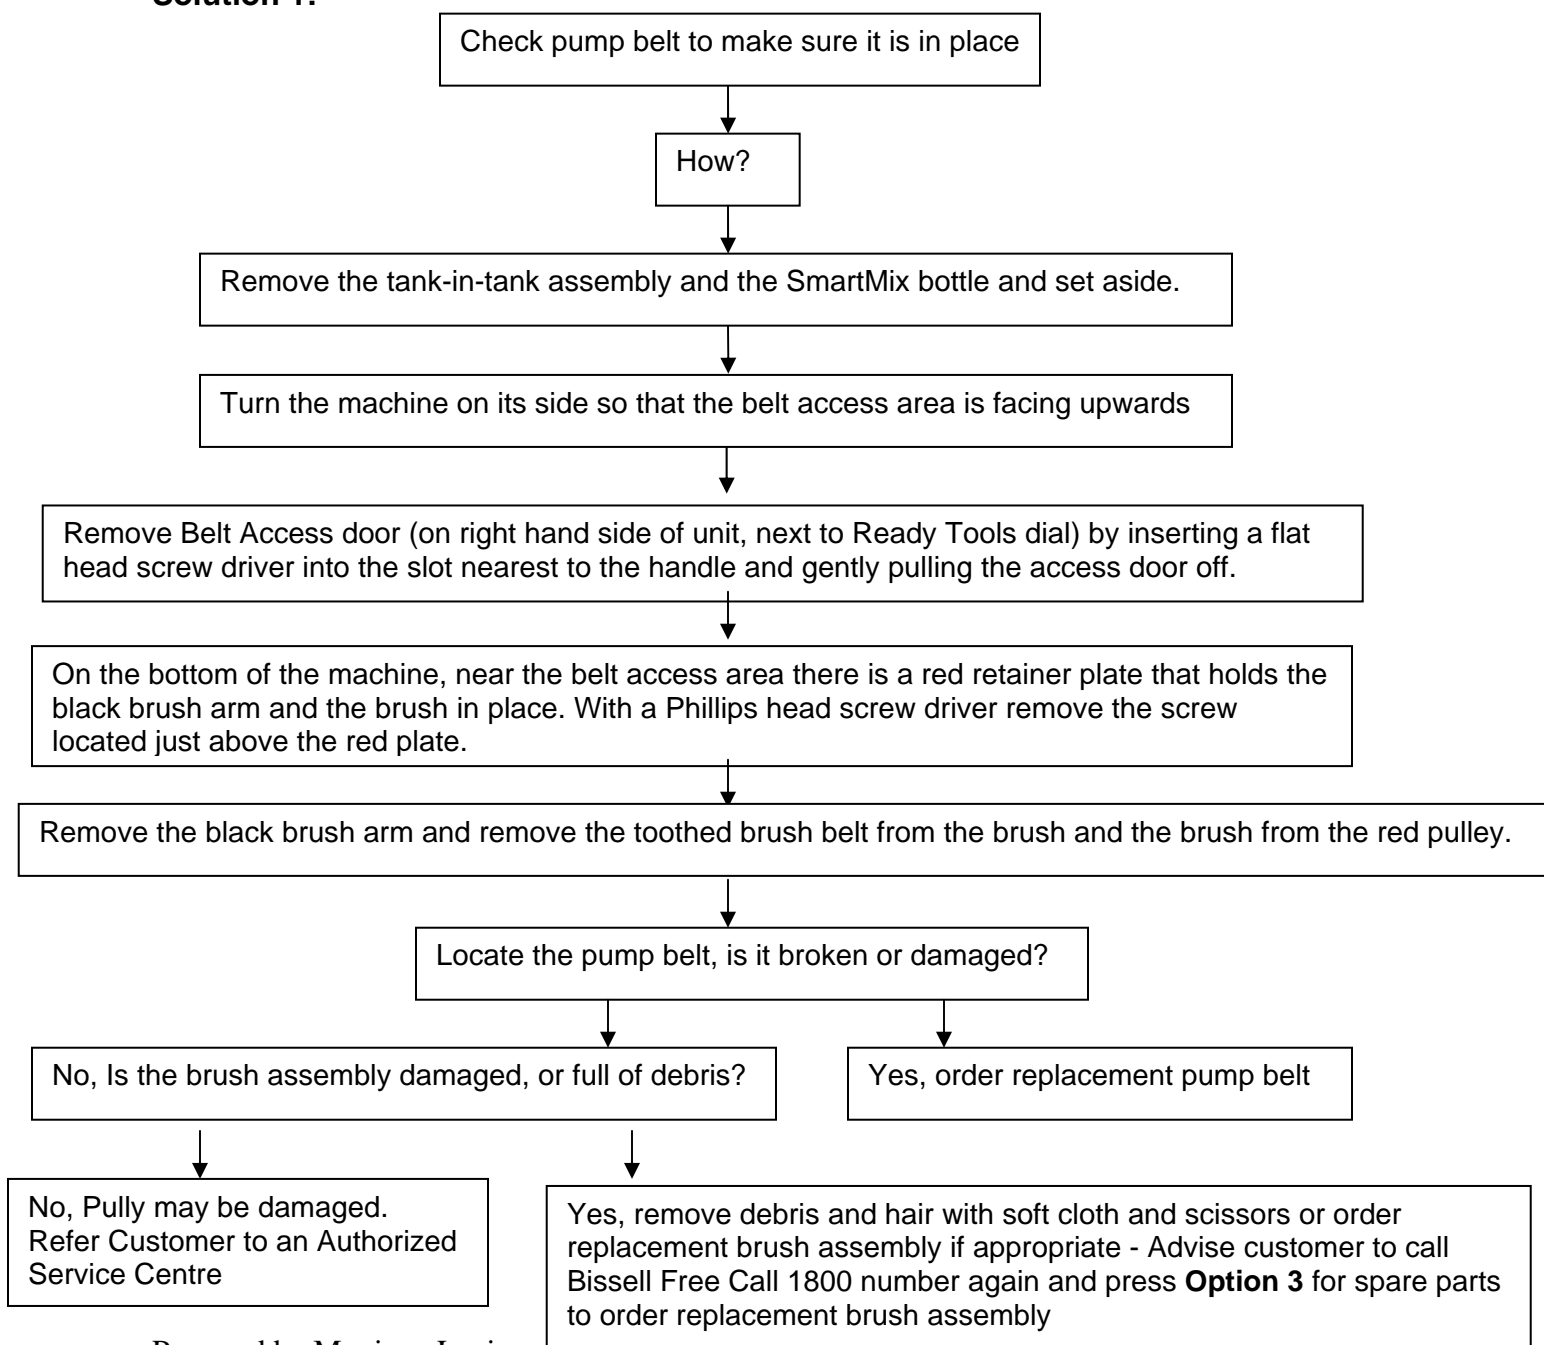 Check pump belt to make sure it is in place
How?
Remove the tank-in-tank assembly and the SmartMix bottle and set aside.
Turn the machine on its side so that the belt access area is facing upwards
Remove Belt Access door (on right hand side of unit, next to Ready Tools dial) by inserting a flat
head screw driver into the slot nearest to the handle and gently pulling the access door off.
On the bottom of the machine, near the belt access area there is a red retainer plate that holds the
black brush arm and the brush in place. With a Phillips head screw driver remove the screw
located just above the red plate.
Remove the black brush arm and remove the toothed brush belt from the brush and the brush from the red pulley.
Locate the pump belt, is it broken or damaged?
No, Is the brush assembly damaged, or full of debris?
Yes, order replacement pump belt
No, Pully may be damaged.
Refer Customer to an Authorized
Service Centre
Yes, remove debris and hair with soft cloth and scissors or order
replacement brush assembly if appropriate - Advise customer to call
Bissell Free Call 1800 number again and press Option 3 for spare parts
to order replacement brush assembly